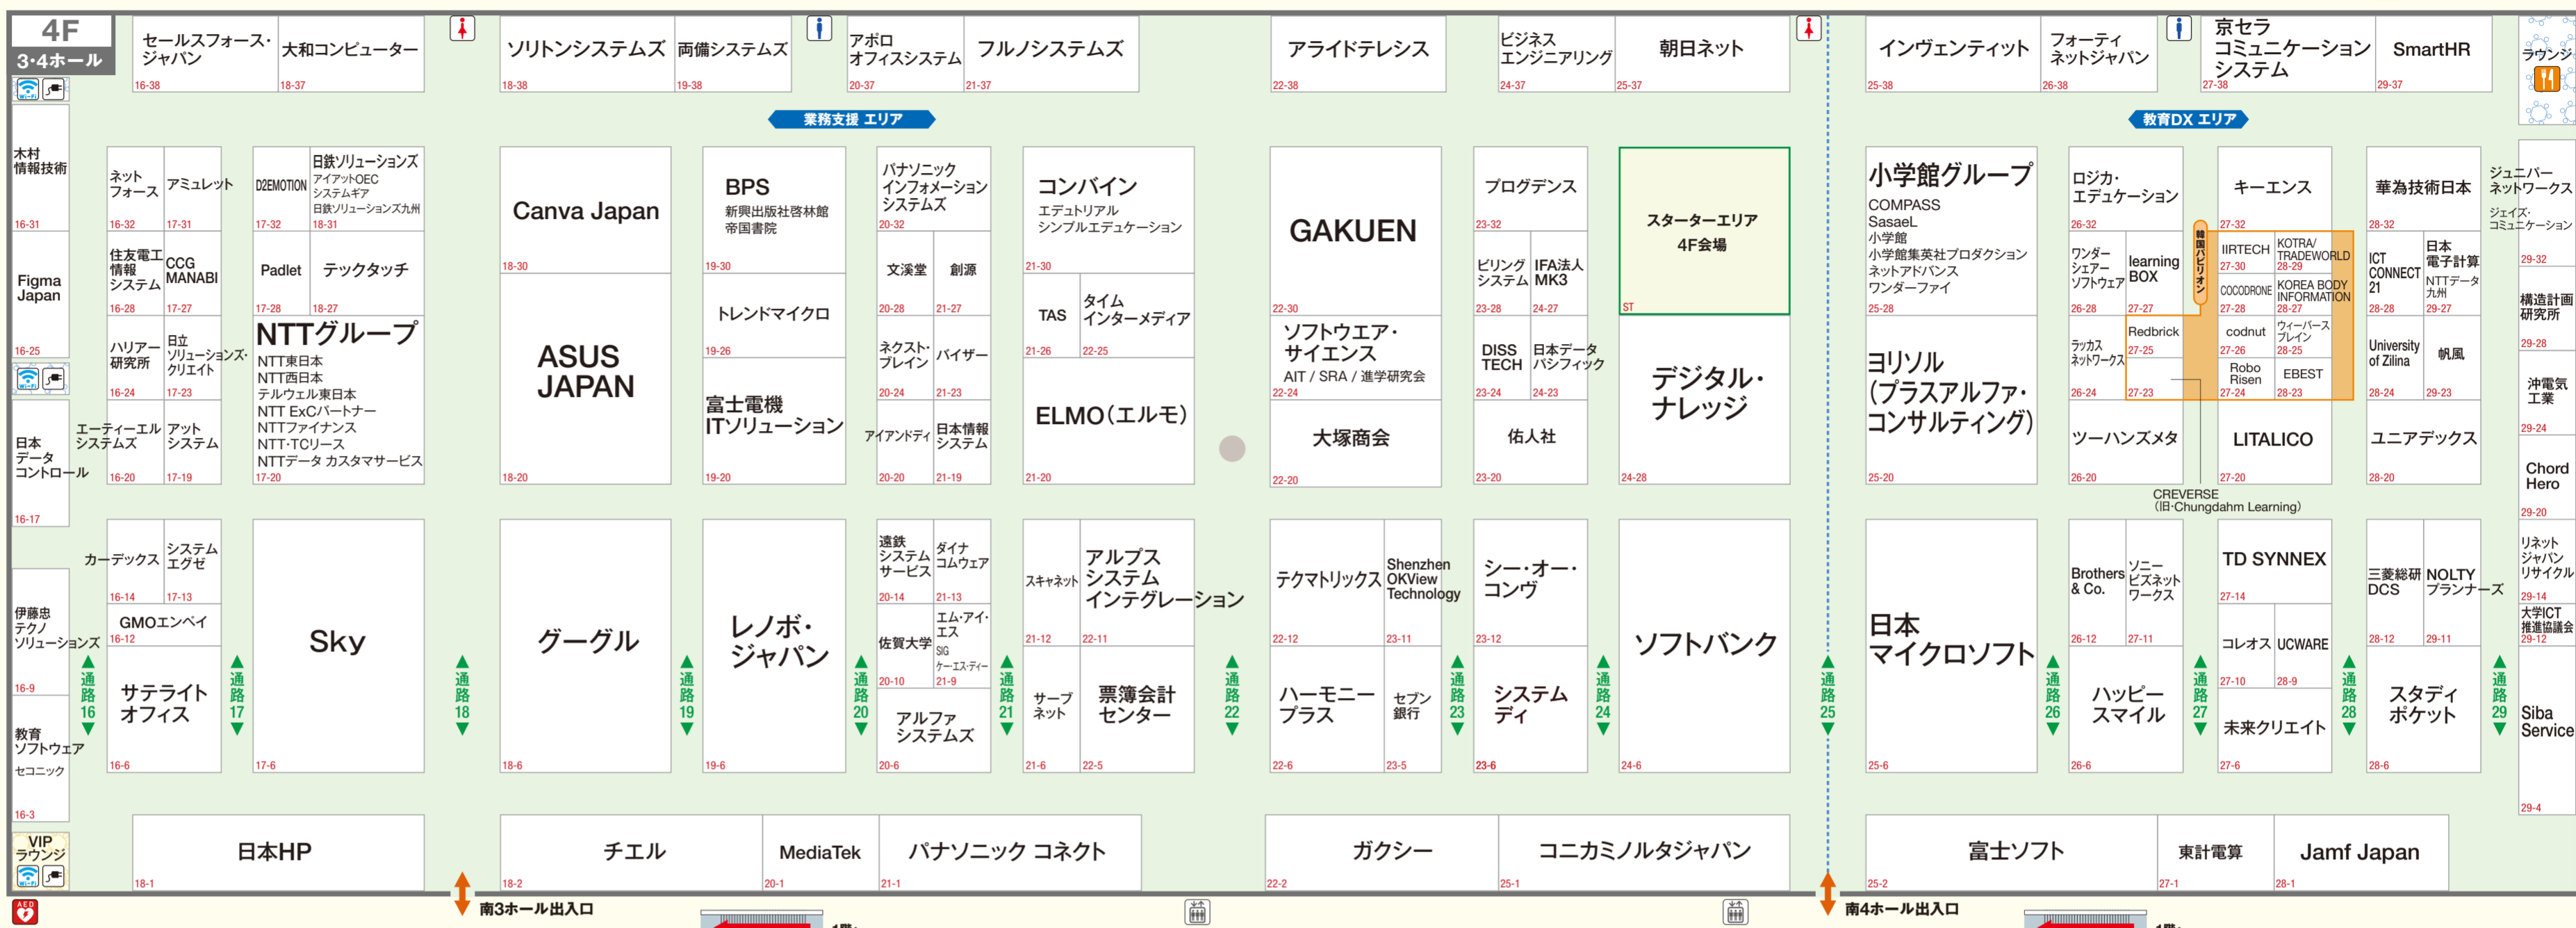 4F
3・4ホール
セールスフォース・
ジャパン
16-38
大和コンピューター
18-37
ソリトンシステムズ
18-38
両備システムズ
19-38
アポロ
オフィスシステム
20-37
フルノシステムズ
21-37
アライドテレシス
22-38
ビジネス
エンジニアリング
24-37
朝日ネット
25-37
インヴェンティット
25-38
フォーティ
ネットジャパン
26-38
京セラ
コミュニケーション
システム
27-38
SmartHR
29-37
ラウンジ
Wi-Fi
業務支援 エリア
教育DX エリア
木村
情報技術
16-31
Figma
Japan
16-25
Wi-Fi
日本
データ
コントロール
16-17
伊藤忠
テクノ
ソリューションズ
16-9
教育
ソフトウェア
セコニック
16-3
VIP
ラウンジ
Wi-Fi
AED
ネット
フォース
16-32
アミュレット
17-31
住友電工
情報
システム
16-28
CCG
MANABI
17-27
ハリアー
研究所
16-24
日立
ソリューションズ・
クリエイト
17-23
エーティーエル
システムズ
16-20
アット
システム
17-19
D2EMOTION
17-32
日鉄ソリューションズ
アイアットOEC
システムギア
日鉄ソリューションズ九州
18-31
Padlet
17-28
テックタッチ
18-27
NTTグループ
NTT東日本
NTT西日本
テルウェル東日本
NTT ExCパートナー
NTTファイナンス
NTT・TCリース
NTTデータ カスタマサービス
17-20
Canva Japan
18-30
ASUS
JAPAN
18-20
BPS
新興出版社啓林館
帝国書院
19-30
トレンドマイクロ
19-26
富士電機
ITソリューション
19-20
パナソニック
インフォメーション
システムズ
20-32
文溪堂
20-28
創源
21-27
ネクスト・
ブレイン
20-24
バイザー
21-23
アイアンドディ
20-20
日本情報
システム
21-19
コンバイン
エデュトリアル
シンプルエデュケーション
21-30
TAS
21-26
タイム
インターメディア
22-25
ELMO（エルモ）
21-20
GAKUEN
22-30
ソフトウエア・
サイエンス
AIT / SRA / 進学研究会
22-24
大塚商会
22-20
プログデンス
23-32
ビリング
システム
23-28
IFA法人
MK3
24-27
DISS
TECH
23-24
日本データ
パシフィック
24-23
佑人社
23-20
スターターエリア
4F会場
ST
デジタル・
ナレッジ
24-28
小学館グループ
COMPASS
SasaeL
小学館
小学館集英社プロダクション
ネットアドバンス
ワンダーファイ
25-28
ヨリソル
（プラスアルファ・
コンサルティング）
25-20
ロジカ・
エデュケーション
26-32
ワンダー
シェアー
ソフトウェア
26-28
learning
BOX
27-27
ラッカス
ネットワークス
26-24
Redbrick
27-25
27-23
ツーハンズメタ
26-20
韓国パビリオン
キーエンス
27-32
IIRTECH
27-30
KOTRA/
TRADEWORLD
28-29
COCODRONE
27-28
KOREA BODY
INFORMATION
28-27
codnut
27-26
ウィーバース
ブレイン
28-25
Robo
Risen
27-24
EBEST
28-23
LITALICO
27-20
CREVERSE
（旧・Chungdahm Learning）
華為技術日本
28-32
ICT
CONNECT
21
28-28
日本
電子計算
NTTデータ
九州
29-27
University
of Zilina
28-24
帆風
29-23
ユニアデックス
28-20
ジュニパー
ネットワークス
ジェイズ・
コミュニケーション
29-32
構造計画
研究所
29-28
沖電気
工業
29-24
Chord
Hero
29-20
リネット
ジャパン
リサイクル
29-14
大学ICT
推進協議会
29-12
Siba
Service
29-4
カーデックス
16-14
システム
エグゼ
17-13
GMOエンペイ
16-12
サテライト
オフィス
16-6
Sky
17-6
グーグル
18-6
レノボ・
ジャパン
19-6
遠鉄
システム
サービス
20-14
ダイナ
コムウェア
21-13
佐賀大学
20-10
エム・アイ・
エス
SIG
ケー・エス・ディー
21-9
アルファ
システムズ
20-6
スキャネット
21-12
アルプス
システム
インテグレーション
22-11
サーブ
ネット
21-6
票簿会計
センター
22-5
テクマトリックス
22-12
Shenzhen
OKView
Technology
23-11
ハーモニー
プラス
22-6
セブン
銀行
23-5
シー・オー・
コンヴ
23-12
システム
ディ
23-6
ソフトバンク
24-6
日本
マイクロソフト
25-6
Brothers
& Co.
26-12
ソニー
ビズネット
ワークス
27-11
ハッピー
スマイル
26-6
TD SYNNEX
27-14
コレオス
27-10
UCWARE
28-9
未来クリエイト
27-6
三菱総研
DCS
28-12
NOLTY
プランナーズ
29-11
スタディ
ポケット
28-6
通路16
通路17
通路18
通路19
通路20
通路21
通路22
通路23
通路24
通路25
通路26
通路27
通路28
通路29
日本HP
18-1
チエル
18-2
MediaTek
20-1
パナソニック コネクト
21-1
ガクシー
22-2
コニカミノルタジャパン
25-1
富士ソフト
25-2
東計電算
27-1
Jamf Japan
28-1
南3ホール出入口
南4ホール出入口